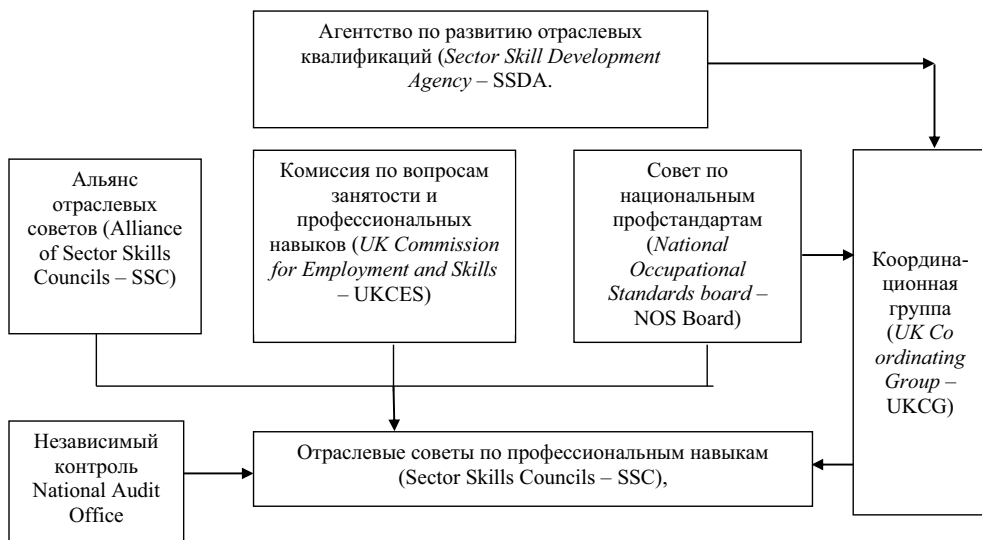 Агентство по развитию отраслевых
квалификаций (Sector Skill Development
Agency – SSDA.
Альянс
отраслевых
советов (Alliance
of Sector Skills
Councils – SSC)
Комиссия по вопросам
занятости и
профессиональных
навыков (UK Commission
for Employment and Skills
– UKCES)
Совет по
национальным
профстандартам
(National
Occupational
Standards board –
NOS Board)
Координа-
ционная
группа
(UK Co
ordinating
Group –
UKCG)
Независимый
контроль
National Audit
Office
Отраслевые советы по профессиональным навыкам
(Sector Skills Councils – SSC),